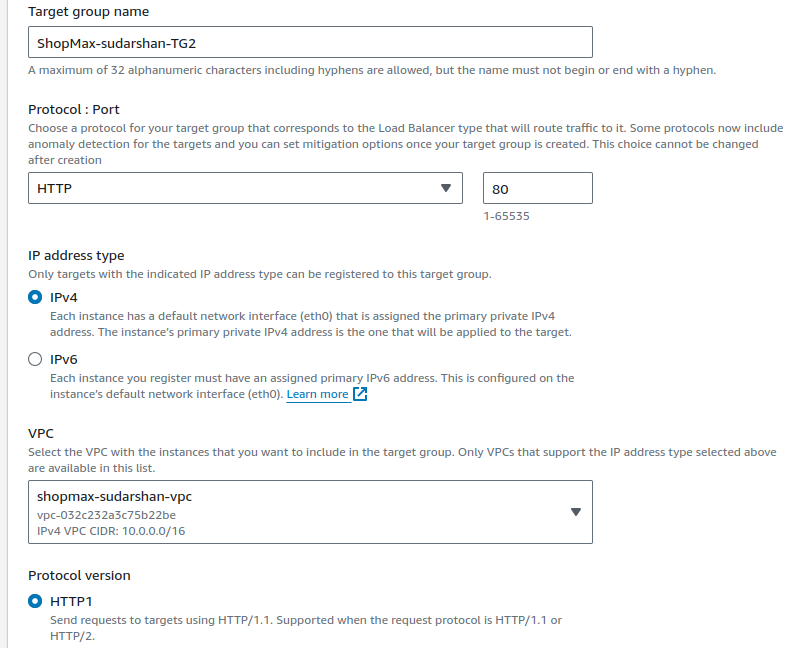 Target group name
ShopMax-sudarshan-TG2
A maximum of 32 alphanumeric characters including hyphens are allowed, but the name must not begin or end with a hyphen.
Protocol : Port
Choose a protocol for your target group that corresponds to the Load Balancer type that will route traffic to it. Some protocols now include
anomaly detection for the targets and you can set mitigation options once your target group is created. This choice cannot be changed
after creation
HTTP
80
1-65535
IP address type
Only targets with the indicated IP address type can be registered to this target group.
IPv4
Each instance has a default network interface (eth0) that is assigned the primary private IPv4
address. The instance's primary private IPv4 address is the one that will be applied to the target.
IPv6
Each instance you register must have an assigned primary IPv6 address. This is configured on the
instance's default network interface (eth0). Learn more
VPC
Select the VPC with the instances that you want to include in the target group. Only VPCs that support the IP address type selected above
are available in this list.
shopmax-sudarshan-vpc
vpc-032c232a3c75b22be
IPv4 VPC CIDR: 10.0.0.0/16
Protocol version
HTTP1
Send requests to targets using HTTP/1.1. Supported when the request protocol is HTTP/1.1 or
HTTP/2.